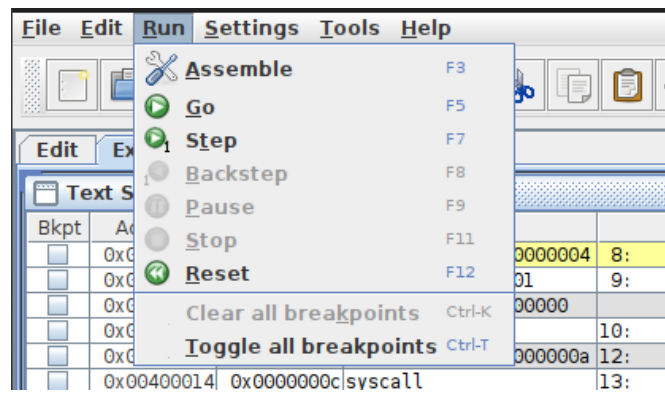 File Edit Run Settings Tools Help
Assemble F3
Go F5
Step F7
Backstep F8
Pause F9
Stop F11
Reset F12
Clear all breakpoints Ctrl-K
Toggle all breakpoints Ctrl-T
Edit
Bkpt
0000004 8:
01 9:
00000
10:
000000a 12:
0x00400014 0x0000000c syscall 13: